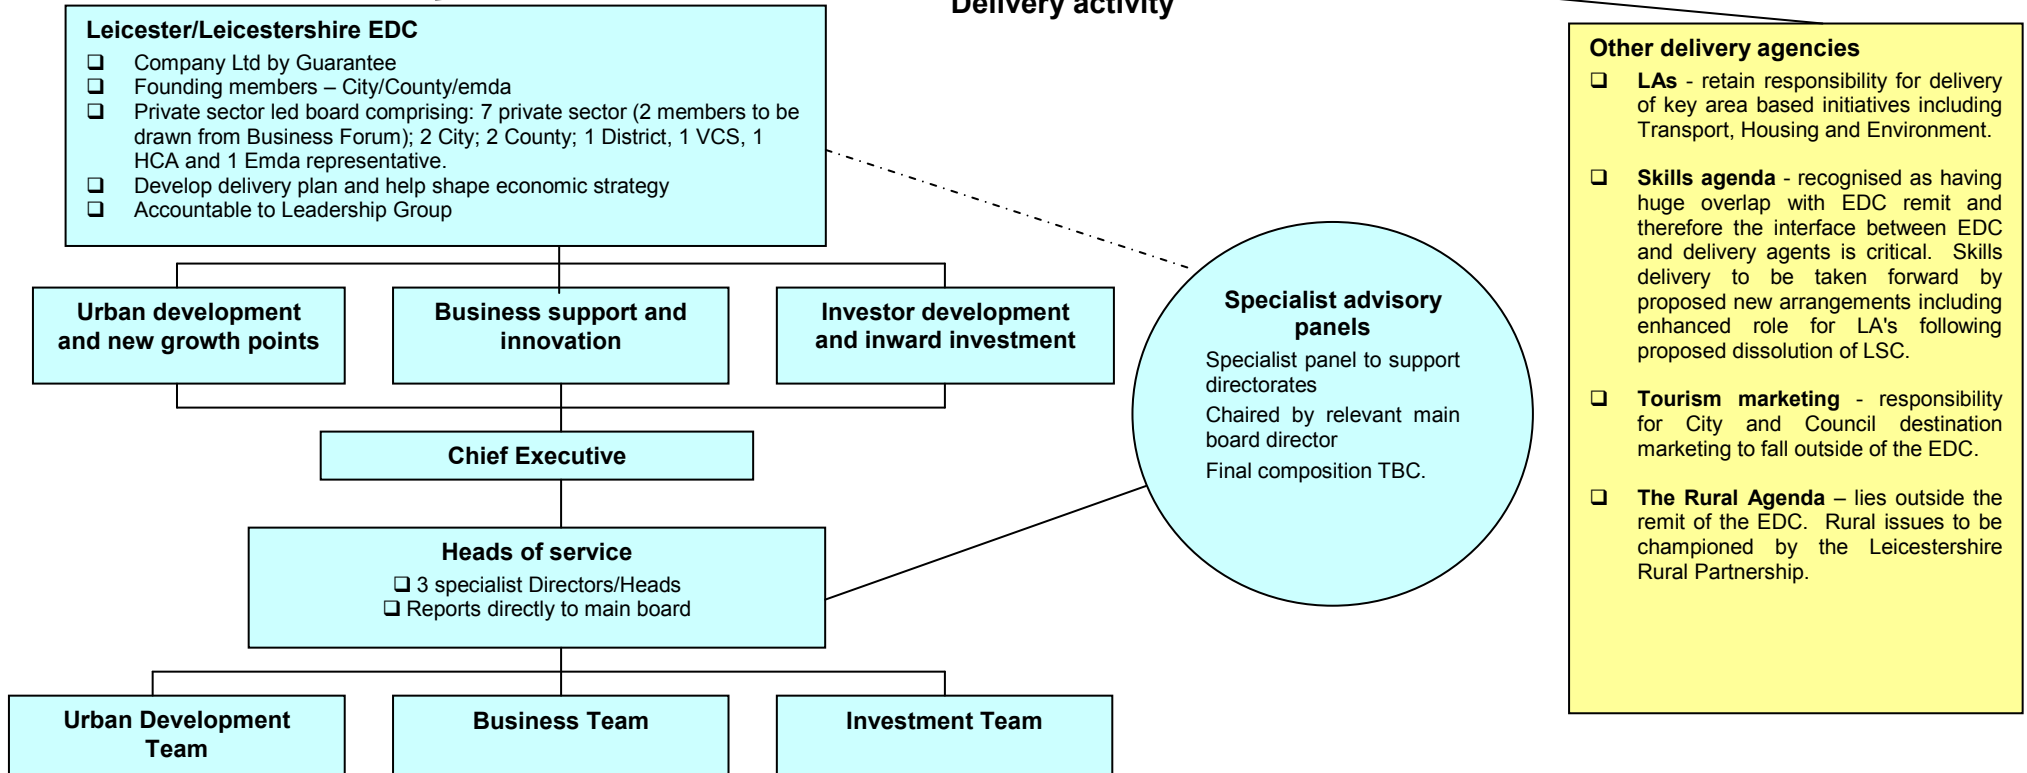 Delivery activity
Leicester/Leicestershire EDC
❑ Company Ltd by Guarantee
❑ Founding members – City/County/emda
❑ Private sector led board comprising: 7 private sector (2 members to be
drawn from Business Forum); 2 City; 2 County; 1 District, 1 VCS, 1
HCA and 1 Emda representative.
❑ Develop delivery plan and help shape economic strategy
❑ Accountable to Leadership Group
Urban development
and new growth points
Business support and
innovation
Investor development
and inward investment
Chief Executive
Heads of service
❑ 3 specialist Directors/Heads
❑ Reports directly to main board
Urban Development
Team
Business Team
Investment Team
Specialist advisory
panels
Specialist panel to support
directorates
Chaired by relevant main
board director
Final composition TBC.
Other delivery agencies
❑ LAs - retain responsibility for delivery
of key area based initiatives including
Transport, Housing and Environment.
❑ Skills agenda - recognised as having
huge overlap with EDC remit and
therefore the interface between EDC
and delivery agents is critical. Skills
delivery to be taken forward by
proposed new arrangements including
enhanced role for LA's following
proposed dissolution of LSC.
❑ Tourism marketing - responsibility
for City and Council destination
marketing to fall outside of the EDC.
❑ The Rural Agenda – lies outside the
remit of the EDC. Rural issues to be
championed by the Leicestershire
Rural Partnership.